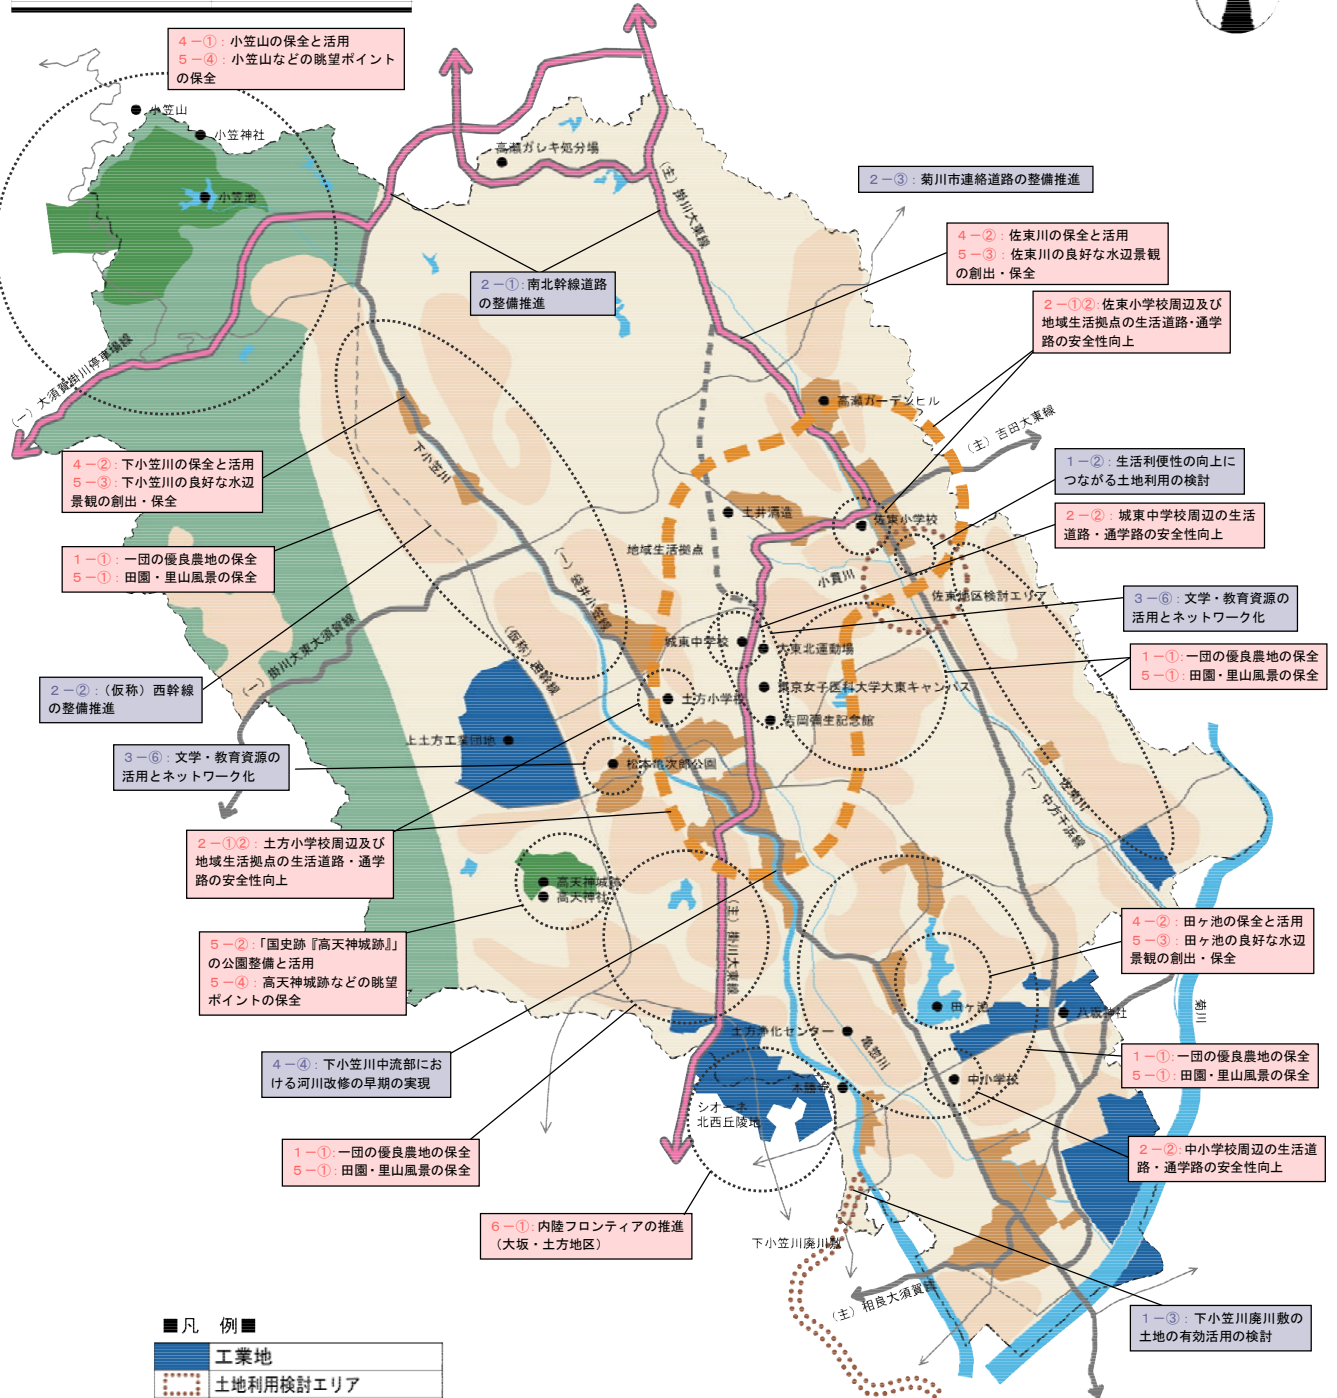 4－①：小笠山の保全と活用
5－④：小笠山などの眺望ポイント
の保全
小笠山
小笠神社
小笠池
高瀬ガレキ処分場
（主）掛川大東線
2－③：菊川市連絡道路の整備推進
4－②：佐東川の保全と活用
5－③：佐東川の良好な水辺景観
の創出・保全
2－①：南北幹線道路
の整備推進
2－①②：佐東小学校周辺及び
地域生活拠点の生活道路・通学
路の安全性向上
（一）大須賀掛川停車場線
高瀬ガーデンヒル
（主）吉田大東線
4－②：下小笠川の保全と活用
5－③：下小笠川の良好な水辺
景観の創出・保全
下小笠川
1－②：生活利便性の向上に
つながる土地利用の検討
土井酒造
佐東小学校
2－②：城東中学校周辺の生活
道路・通学路の安全性向上
1－①：一団の優良農地の保全
5－①：田園・里山風景の保全
地域生活拠点
（一）袋井小笠線
小貫川
佐東地区検討エリア
3－⑥：文学・教育資源の
活用とネットワーク化
（一）掛川大東大須賀線
（仮称）西幹線
城東中学校
大東北運動場
1－①：一団の優良農地の保全
5－①：田園・里山風景の保全
2－②：（仮称）西幹線
の整備推進
土方小学校
東京女子医科大学大東キャンパス
吉岡彌生記念館
上土方工業団地
3－⑥：文学・教育資源の
活用とネットワーク化
松本亀次郎公園
佐東川
（一）中方千浜線
2－①②：土方小学校周辺及び
地域生活拠点の生活道路・通学
路の安全性向上
高天神城跡
高天神社
（主）掛川大東線
5－②：「国史跡『高天神城跡』」
の公園整備と活用
5－④：高天神城跡などの眺望
ポイントの保全
4－②：田ヶ池の保全と活用
5－③：田ヶ池の良好な水辺
景観の創出・保全
田ヶ池
八坂神社
菊川
土方浄化センター
亀惣川
4－④：下小笠川中流部にお
ける河川改修の早期の実現
1－①：一団の優良農地の保全
5－①：田園・里山風景の保全
中小学校
本勝寺
シオーネ
北西丘陵地
1－①：一団の優良農地の保全
5－①：田園・里山風景の保全
2－②：中小学校周辺の生活道
路・通学路の安全性向上
6－①：内陸フロンティアの推進
（大坂・土方地区）
下小笠川廃川敷
（主）相良大須賀線
1－③：下小笠川廃川敷の
土地の有効活用の検討
■凡　例■
工業地
土地利用検討エリア